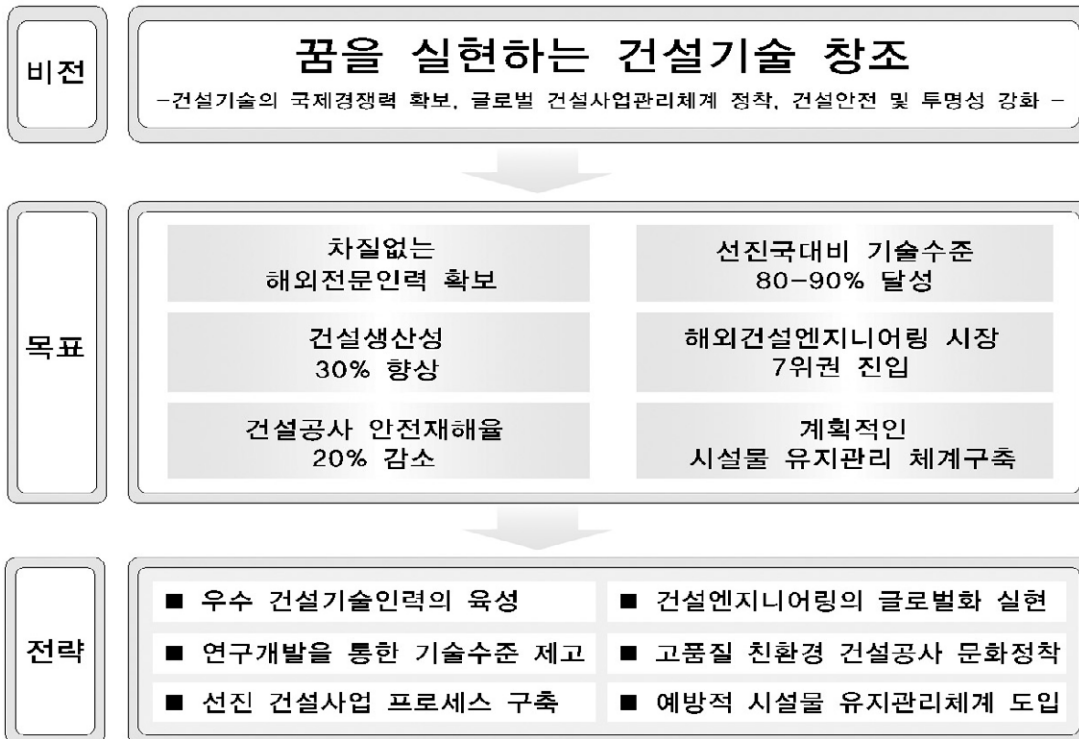 비전
꿈을 실현하는 건설기술 창조
-건설기술의 국제경쟁력 확보, 글로벌 건설사업관리체계 정착, 건설안전 및 투명성 강화 -
목표
차질없는
해외전문인력 확보
선진국대비 기술수준
80-90% 달성
건설생산성
30% 향상
해외건설엔지니어링 시장
7위권 진입
건설공사 안전재해율
20% 감소
계획적인
시설물 유지관리 체계구축
전략
■ 우수 건설기술인력의 육성
■ 건설엔지니어링의 글로벌화 실현
■ 연구개발을 통한 기술수준 제고
■ 고품질 친환경 건설공사 문화정착
■ 선진 건설사업 프로세스 구축
■ 예방적 시설물 유지관리체계 도입